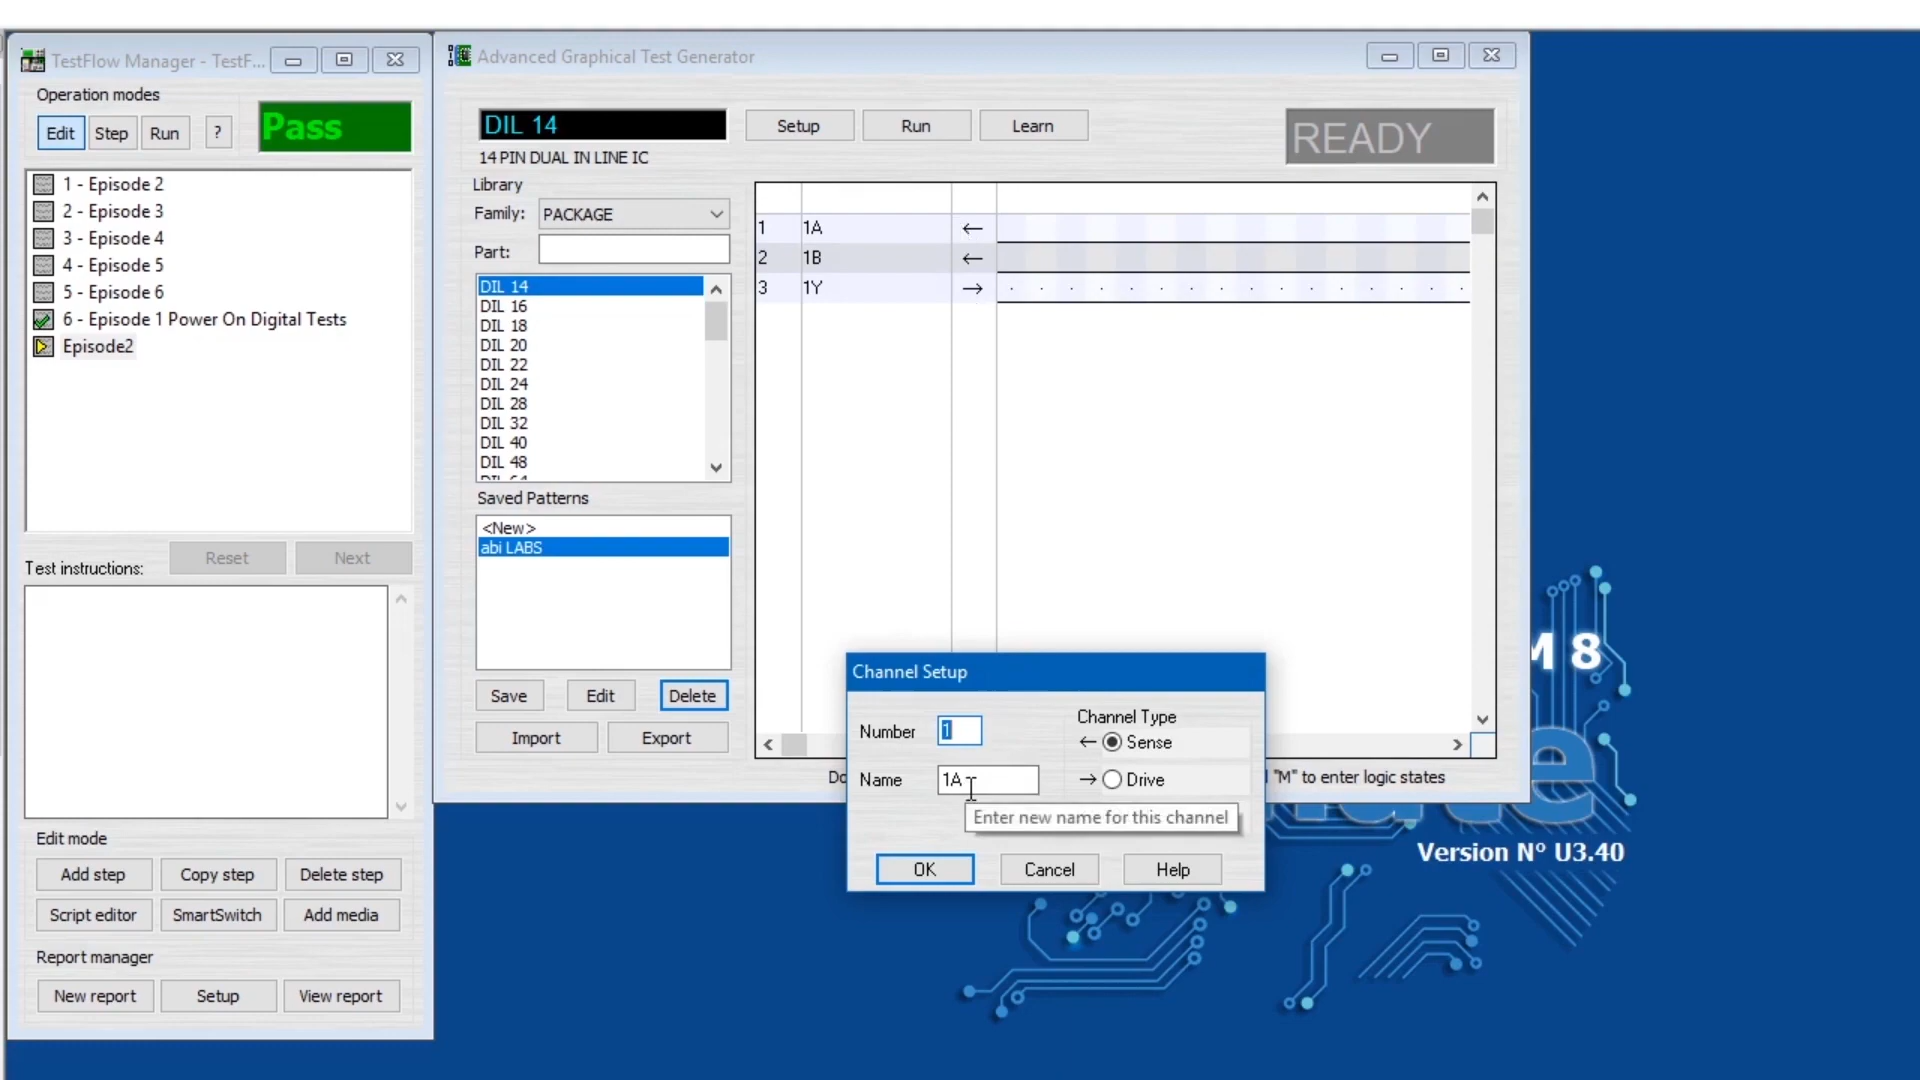 TestFlow Manager - TestF...
Operation modes
Edit
Step
Run
?
Pass
1 - Episode 2
2 - Episode 3
3 - Episode 4
4 - Episode 5
5 - Episode 6
6 - Episode 1 Power On Digital Tests
Episode2
Test instructions:
Reset
Next
Edit mode
Add step
Copy step
Delete step
Script editor
SmartSwitch
Add media
Report manager
New report
Setup
View report
Advanced Graphical Test Generator
DIL 14
14 PIN DUAL IN LINE IC
Setup
Run
Learn
READY
Library
Family:
PACKAGE
Part:
DIL 14
DIL 16
DIL 18
DIL 20
DIL 22
DIL 24
DIL 28
DIL 32
DIL 40
DIL 48
Saved Patterns
<New>
abi LABS
Save
Edit
Delete
Import
Export
1 1A ←
2 1B ←
3 1Y →
"M" to enter logic states
Channel Setup
Number
1
Name
1A
Channel Type
← Sense
→ Drive
Enter new name for this channel
OK
Cancel
Help
M 8
Version N° U3.40